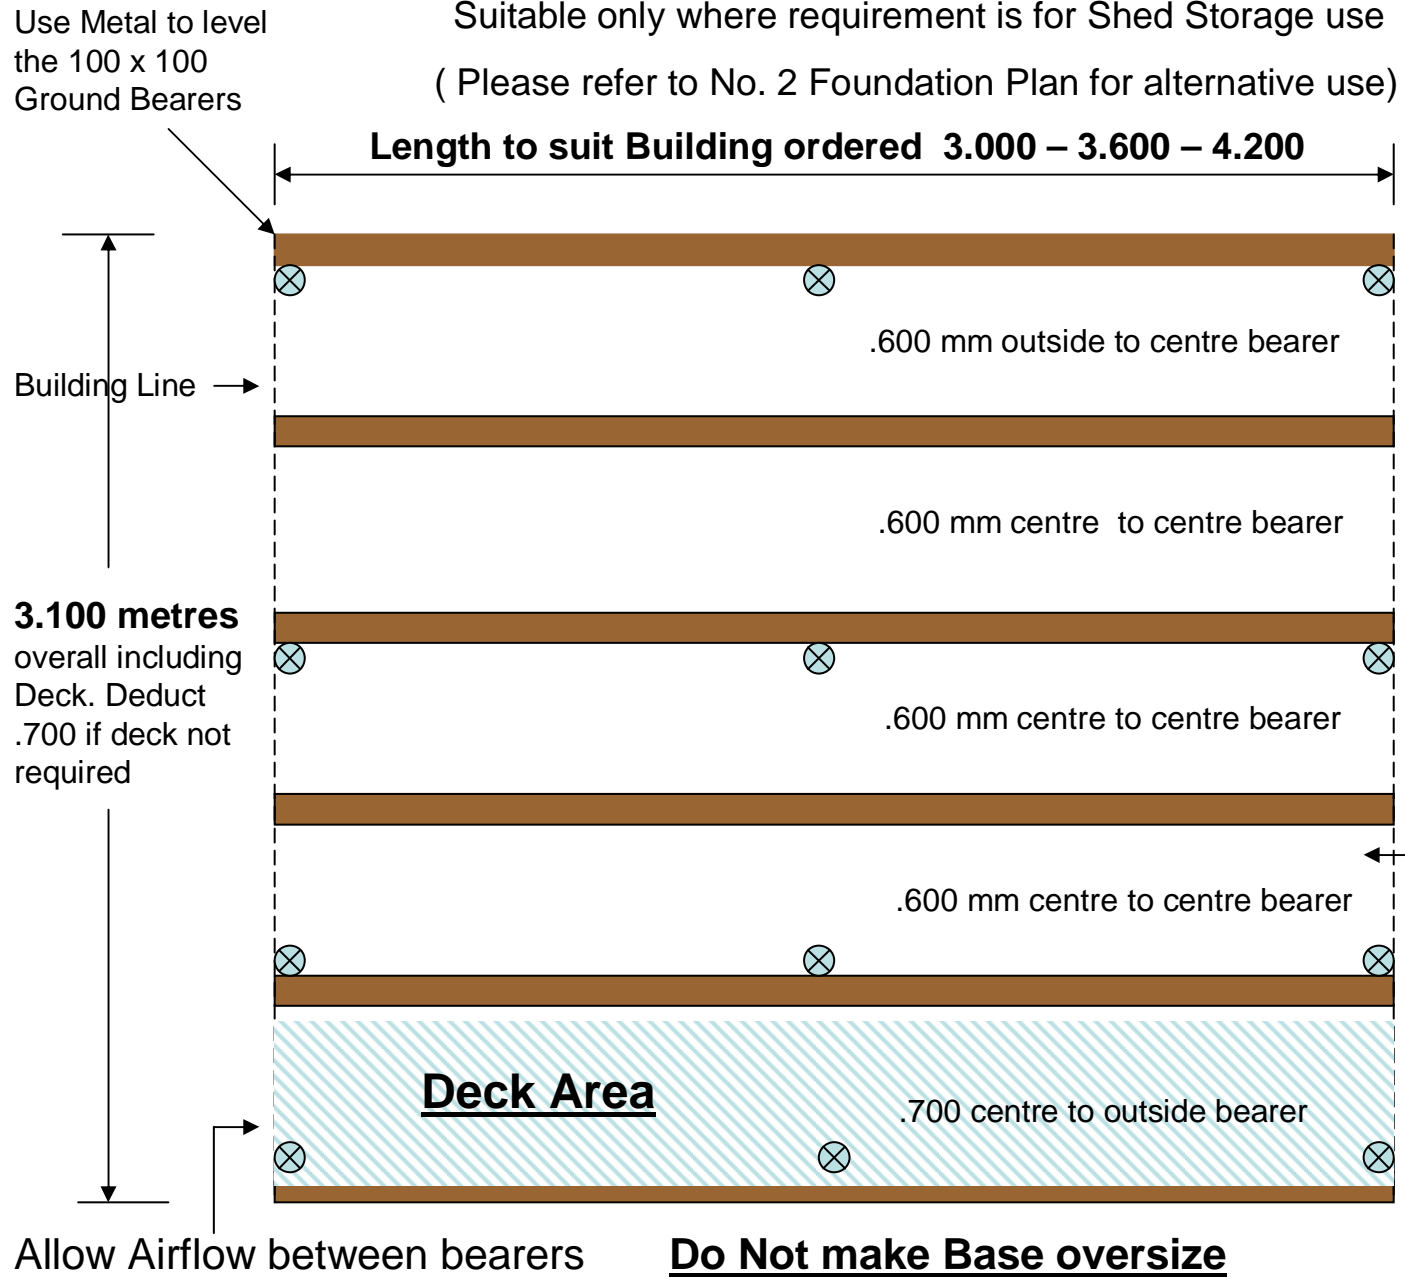 Use Metal to level
the 100 x 100
Ground Bearers
Suitable only where requirement is for Shed Storage use
( Please refer to No. 2 Foundation Plan for alternative use)
Length to suit Building ordered 3.000 – 3.600 – 4.200
.600 mm outside to centre bearer
Building Line
.600 mm centre to centre bearer
3.100 metres
overall including
Deck. Deduct
.700 if deck not
required
.600 mm centre to centre bearer
.600 mm centre to centre bearer
Deck Area
.700 centre to outside bearer
Allow Airflow between bearers
Do Not make Base oversize